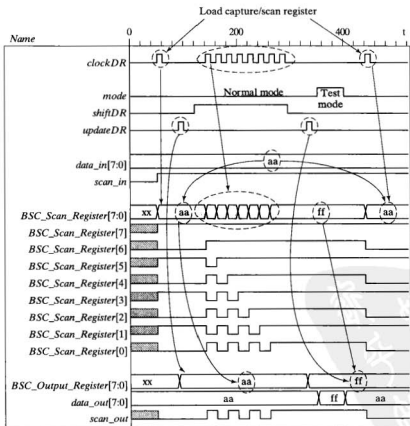 Load capture/scan register
Name
0 200 400 t
clockDR
Normal mode Test mode
mode
shiftDR
updateDR
data_in[7:0] aa
scan_in
BSC_Scan_Register[7:0] xx aa ff aa
BSC_Scan_Register[7]
BSC_Scan_Register[6]
BSC_Scan_Register[5]
BSC_Scan_Register[4]
BSC_Scan_Register[3]
BSC_Scan_Register[2]
BSC_Scan_Register[1]
BSC_Scan_Register[0]
BSC_Output_Register[7:0] xx aa ff
data_out[7:0] aa ff aa
scan_out